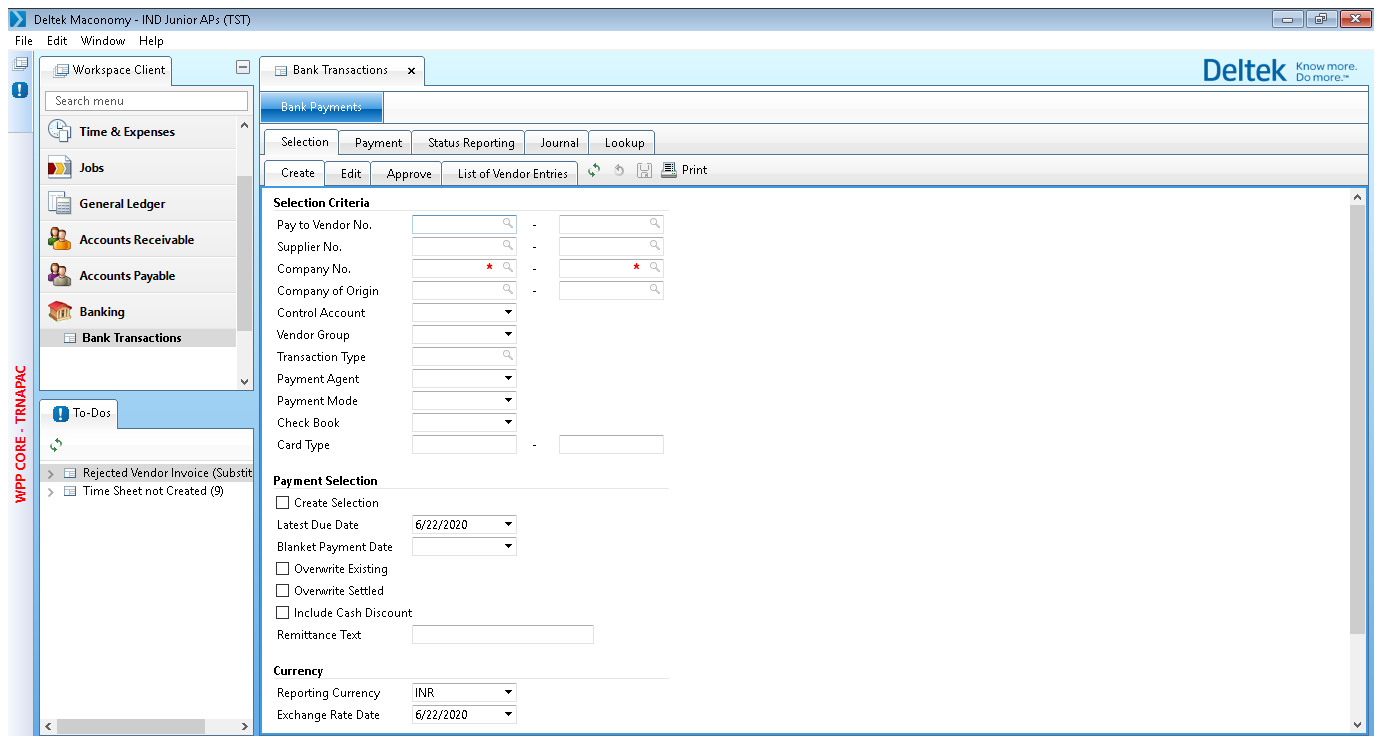 Deltek Maconomy - IND Junior APs (TST)
File Edit Window Help
Workspace Client
Bank Transactions
Deltek Know more. Do more.™
Search menu
Bank Payments
Time & Expenses
Jobs
General Ledger
Accounts Receivable
Accounts Payable
Banking
Bank Transactions
Selection Payment Status Reporting Journal Lookup
Create Edit Approve List of Vendor Entries Print
Selection Criteria
Pay to Vendor No. -
Supplier No. -
Company No. * - *
Company of Origin -
Control Account
Vendor Group
Transaction Type
Payment Agent
Payment Mode
Check Book
Card Type -
Payment Selection
Create Selection
Latest Due Date 6/22/2020
Blanket Payment Date
Overwrite Existing
Overwrite Settled
Include Cash Discount
Remittance Text
Currency
Reporting Currency INR
Exchange Rate Date 6/22/2020
To-Dos
Rejected Vendor Invoice (Substit
Time Sheet not Created (9)
WPP CORE - TRNAPAC